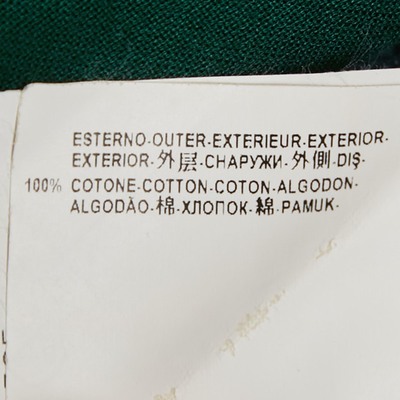 ESTERNO-OUTER-EXTERIEUR-EXTERIOR-
EXTERIOR-外层-СНАРУЖИ-外側-DIŞ-
100% COTONE-COTTON-COTON-ALGODON-
ALGODÃO-棉-ХЛОПОК-綿-PAMUK-